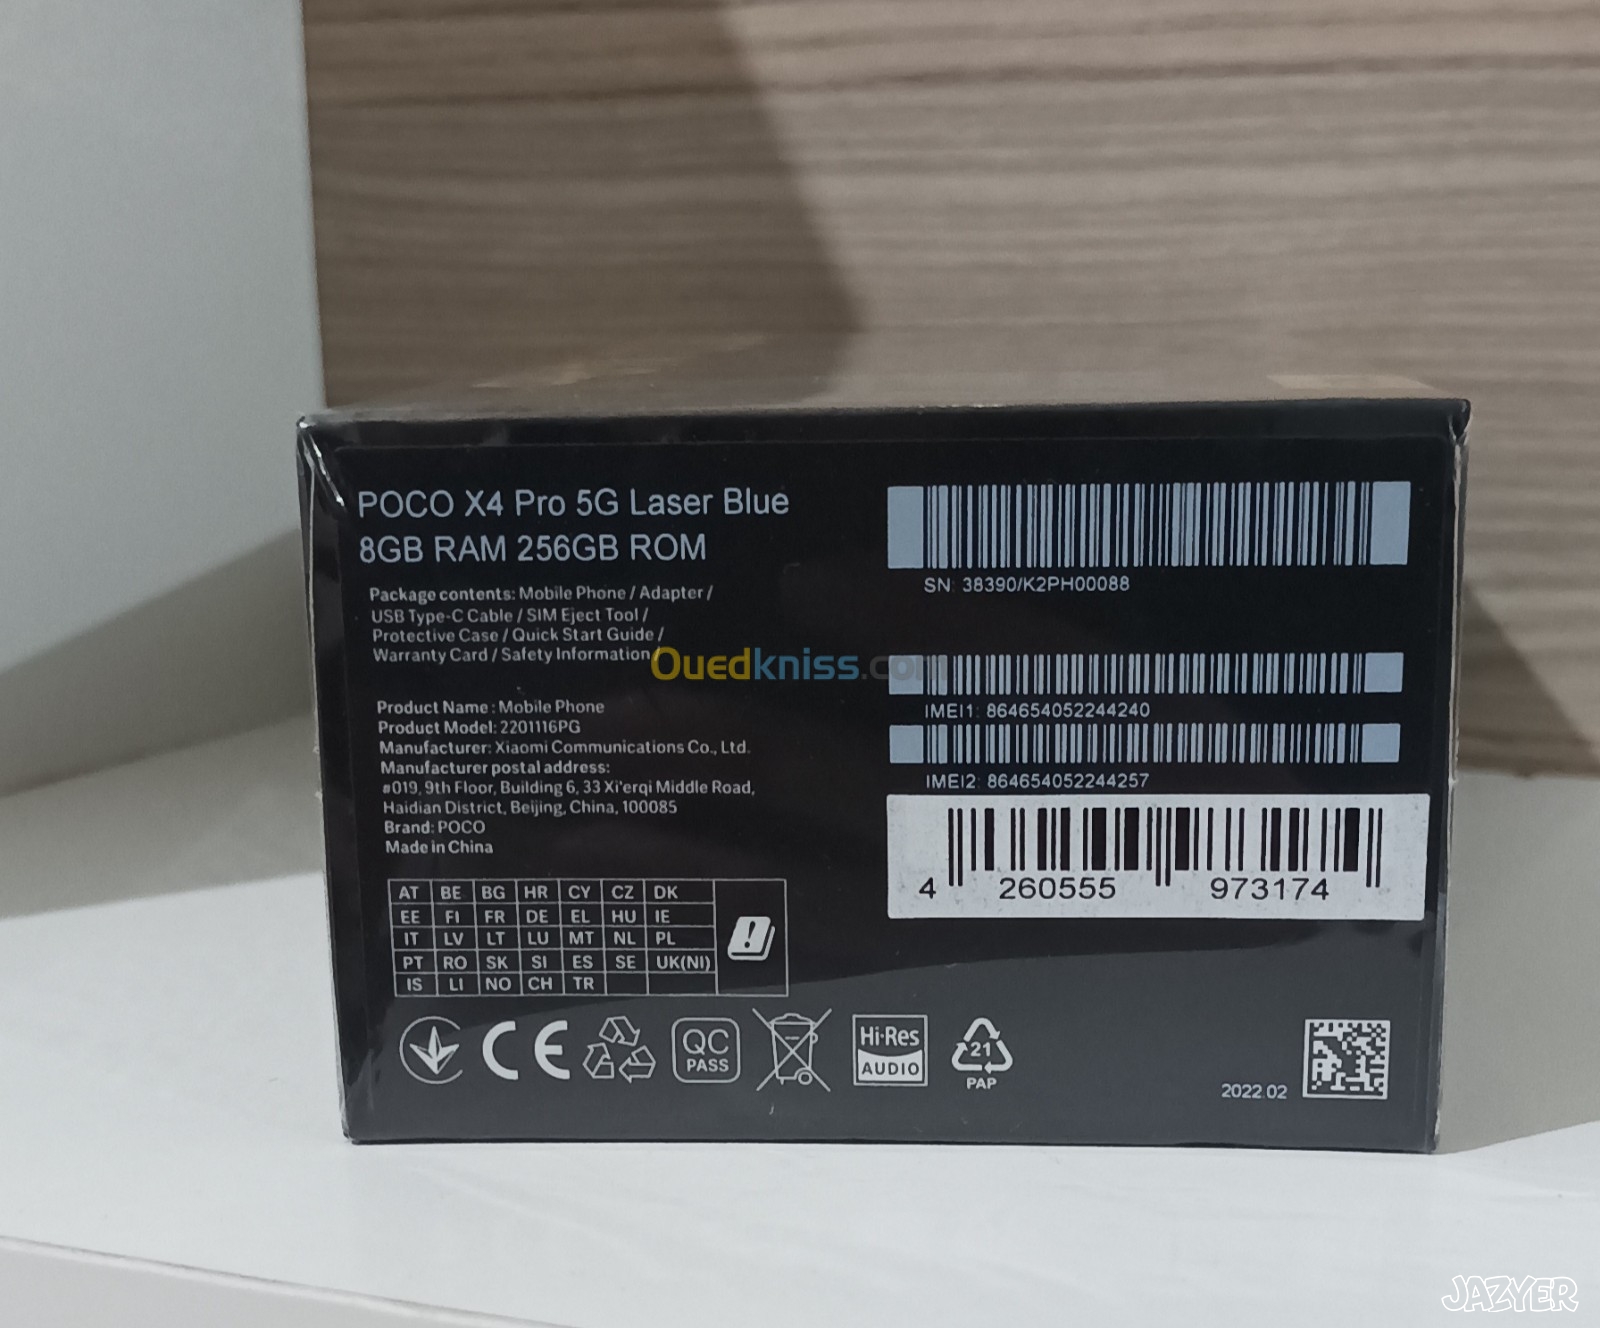 POCO X4 Pro 5G Laser Blue
8GB RAM 256GB ROM
Package contents: Mobile Phone / Adapter /
USB Type-C Cable / SIM Eject Tool /
Protective Case / Quick Start Guide /
Warranty Card / Safety Information /
Product Name : Mobile Phone
Product Model: 2201116PG
Manufacturer: Xiaomi Communications Co., Ltd.
Manufacturer postal address:
#019, 9th Floor, Building 6, 33 Xi'erqi Middle Road,
Haidian District, Beijing, China, 100085
Brand: POCO
Made in China
AT BE BG HR CY CZ DK
EE FI FR DE EL HU IE
IT LV LT LU MT NL PL
PT RO SK SI ES SE UK(NI)
IS LI NO CH TR
!
CE
QC
PASS
Hi-Res
AUDIO
21
PAP
SN: 38390/K2PH00088
IMEI1: 864654052244240
IMEI2: 864654052244257
4 260555 973174
2022.02
Ouedkniss.com
JAZYER